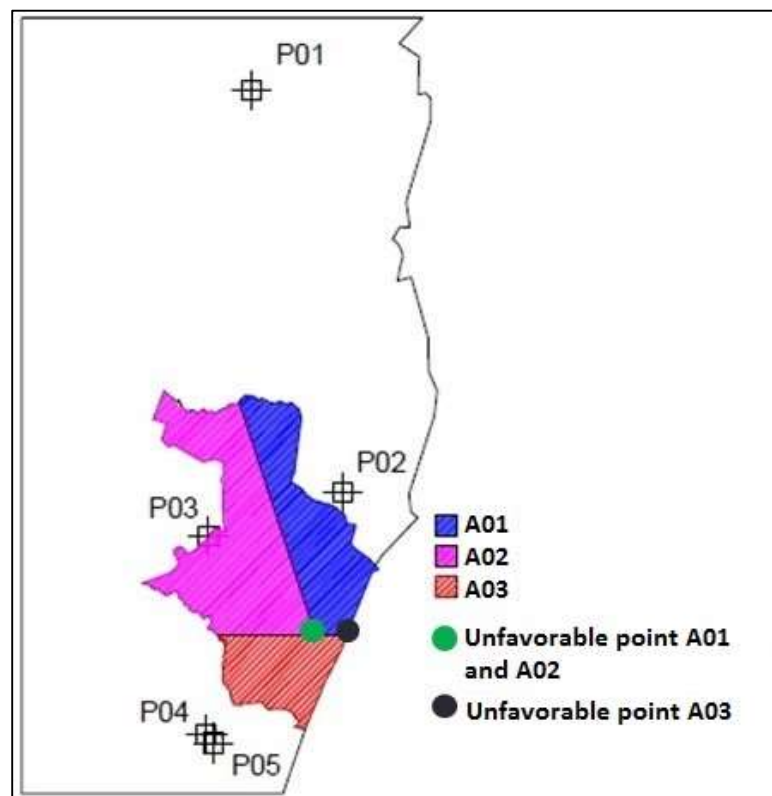 P01
P02
P03
A01
A02
A03
Unfavorable point A01
and A02
P04
Unfavorable point A03
P05